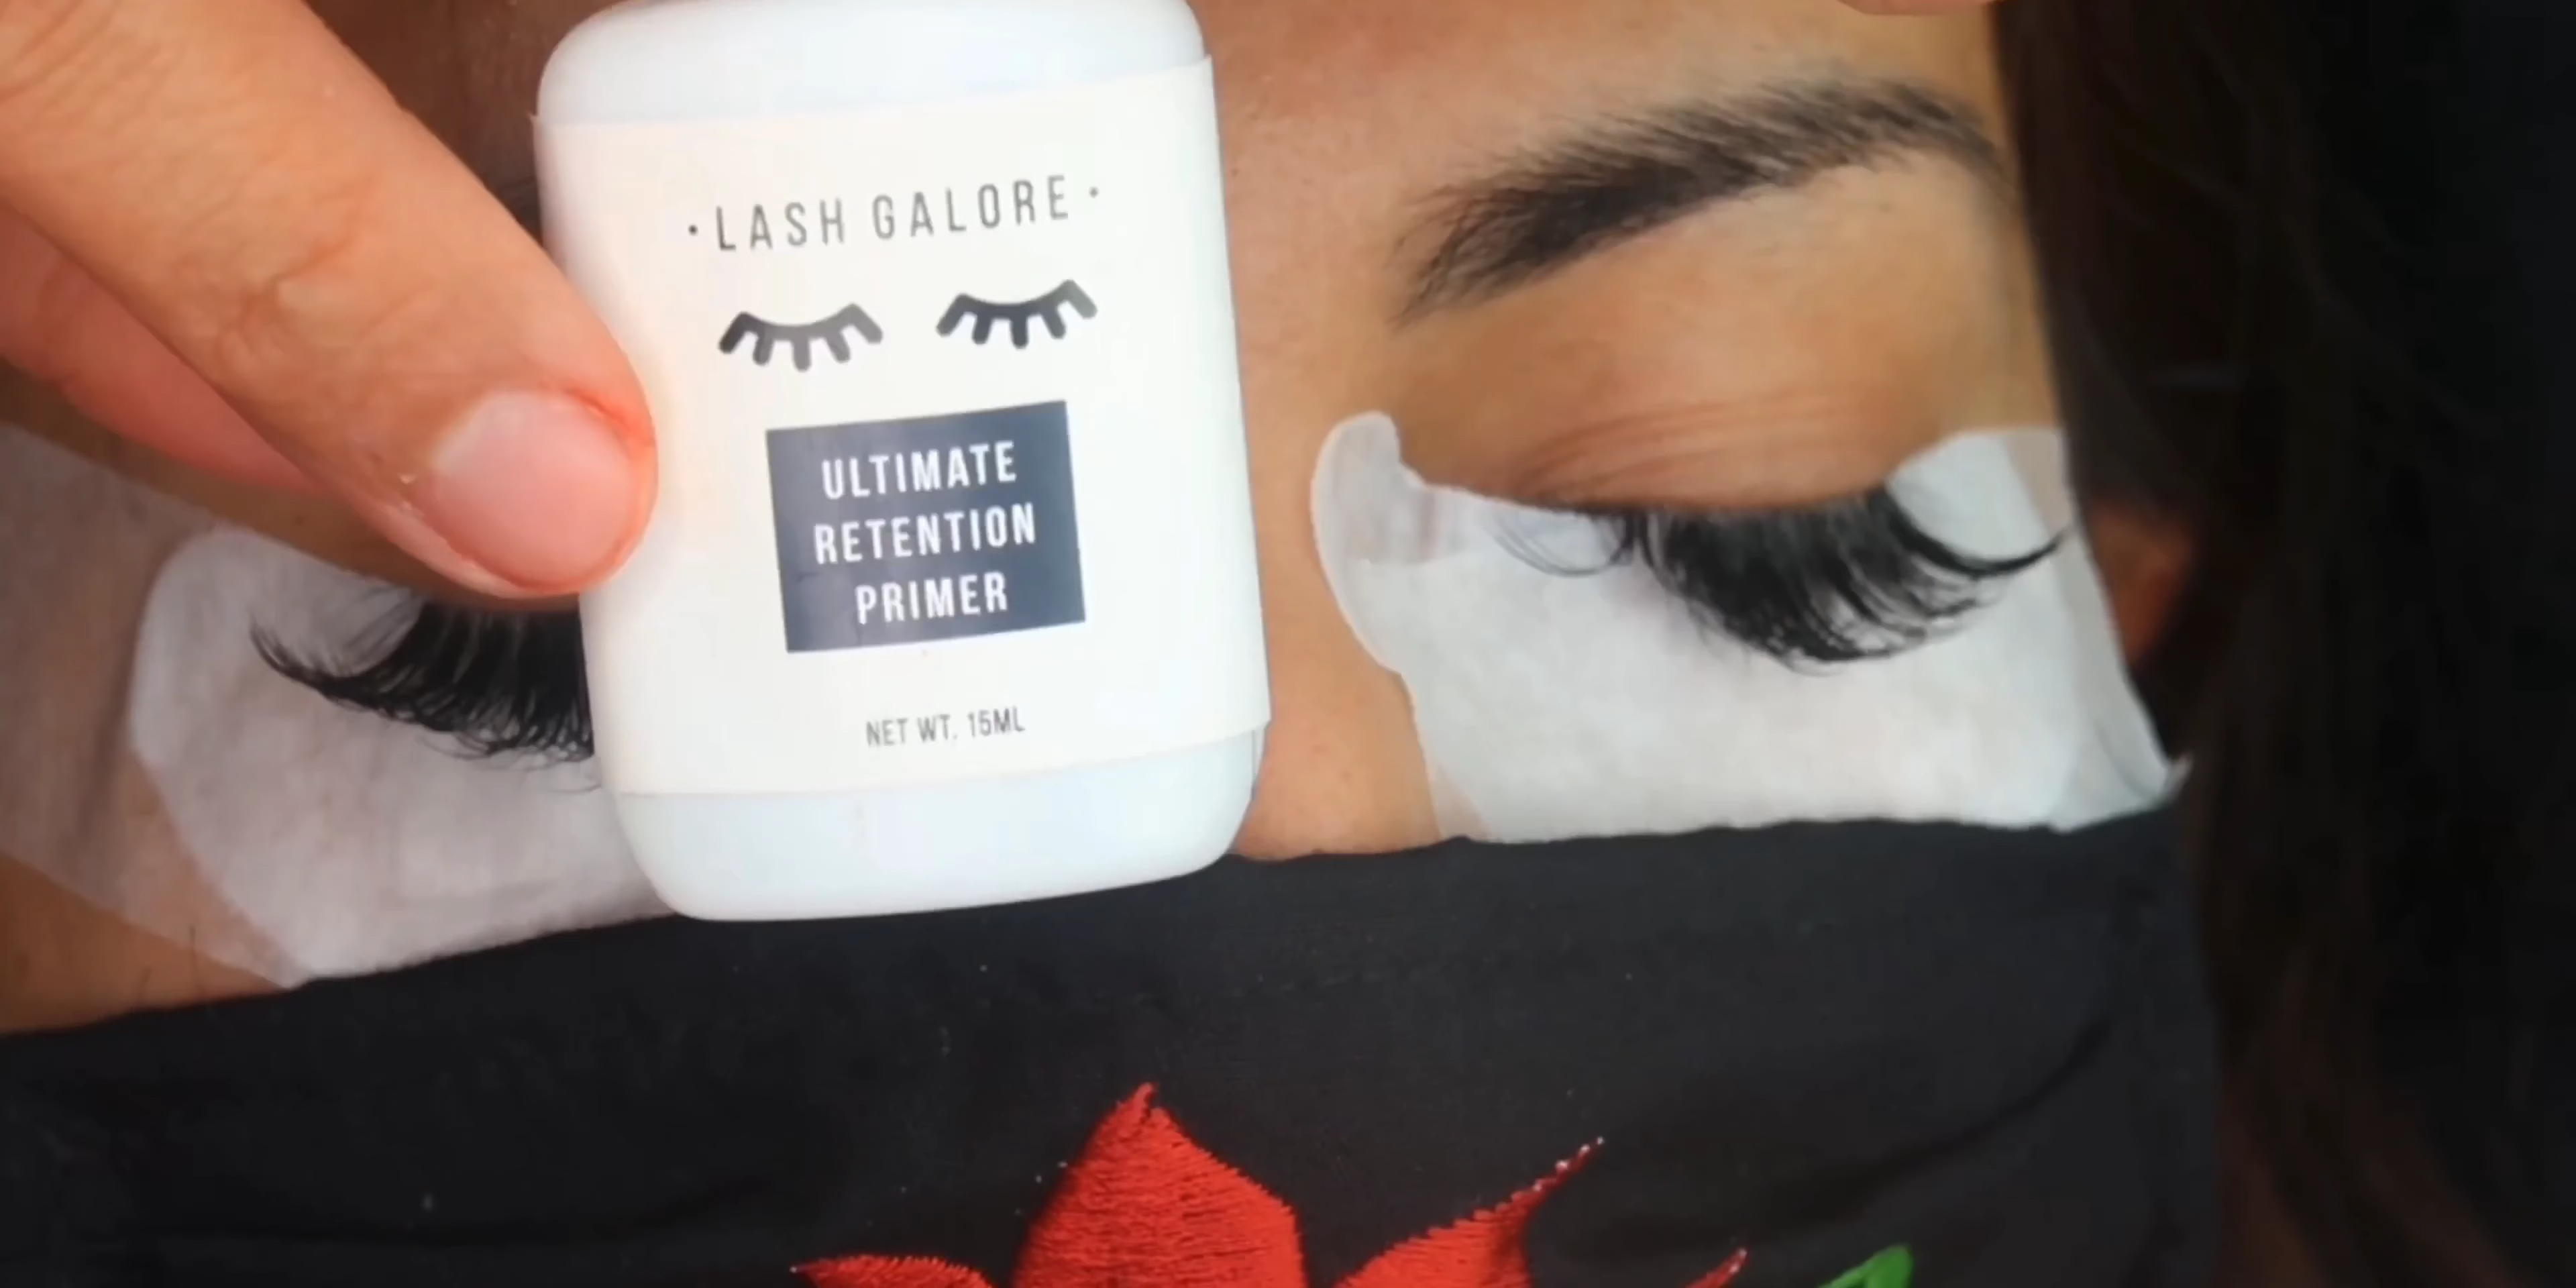 · LASH GALORE ·
ULTIMATE
RETENTION
PRIMER
NET WT. 15ML